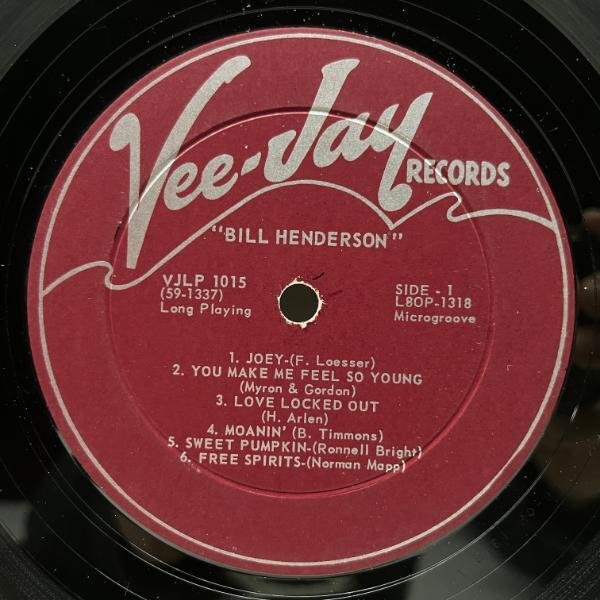 Vee-Jay RECORDS
"BILL HENDERSON"
VJLP 1015
(59-1337)
Long Playing
SIDE - 1
L8OP-1318
Microgroove
1. JOEY-(F. Loesser)
2. YOU MAKE ME FEEL SO YOUNG
(Myron & Gordon)
3. LOVE LOCKED OUT
(H. Arlen)
4. MOANIN' (B. Timmons)
5. SWEET PUMPKIN-(Ronnell Bright)
6. FREE SPIRITS-(Norman Mapp)